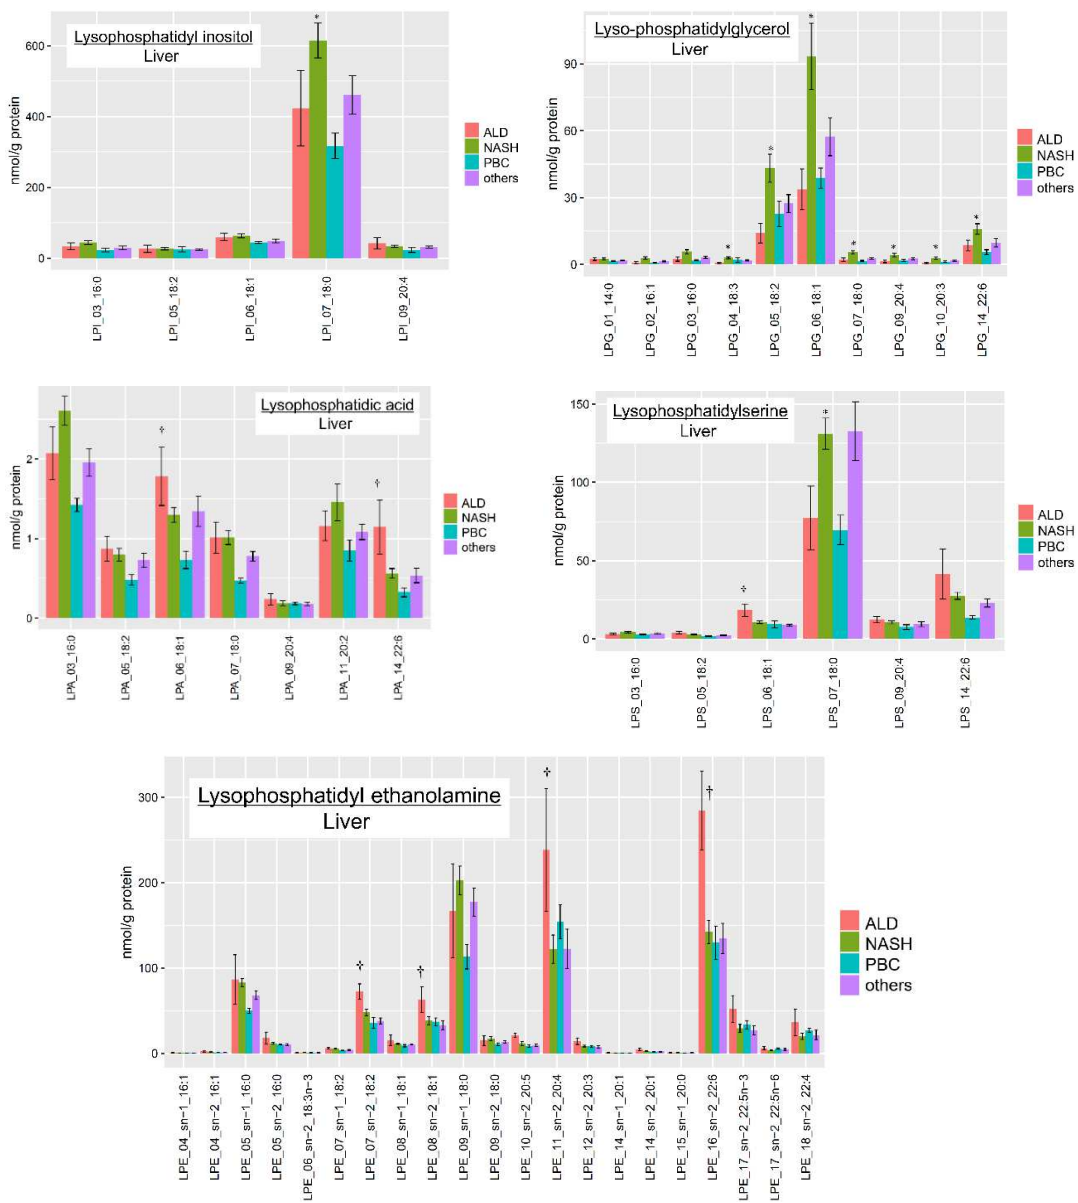 Lysophosphatidyl inositol
Liver
*
nmol/g protein
600
400
200
0
LPI_03_16:0
LPI_05_18:2
LPI_06_18:1
LPI_07_18:0
LPI_09_20:4
ALD
NASH
PBC
others
Lyso-phosphatidylglycerol
Liver
* * * * * * *
nmol/g protein
90
60
30
0
LPG_01_14:0
LPG_02_16:1
LPG_03_16:0
LPG_04_18:3
LPG_05_18:2
LPG_06_18:1
LPG_07_18:0
LPG_09_20:4
LPG_10_20:3
LPG_14_22:6
ALD
NASH
PBC
others
Lysophosphatidic acid
Liver
† †
nmol/g protein
2
1
0
LPA_03_16:0
LPA_05_18:2
LPA_06_18:1
LPA_07_18:0
LPA_09_20:4
LPA_11_20:2
LPA_14_22:6
ALD
NASH
PBC
others
Lysophosphatidylserine
Liver
† *
nmol/g protein
150
100
50
0
LPS_03_16:0
LPS_05_18:2
LPS_06_18:1
LPS_07_18:0
LPS_09_20:4
LPS_14_22:6
ALD
NASH
PBC
others
Lysophosphatidyl ethanolamine
Liver
† † † †
nmol/g protein
300
200
100
0
LPE_04_sn−1_16:1
LPE_04_sn−2_16:1
LPE_05_sn−1_16:0
LPE_05_sn−2_16:0
LPE_06_sn−2_18:3n−3
LPE_07_sn−1_18:2
LPE_07_sn−2_18:2
LPE_08_sn−1_18:1
LPE_08_sn−2_18:1
LPE_09_sn−1_18:0
LPE_09_sn−2_18:0
LPE_10_sn−2_20:5
LPE_11_sn−2_20:4
LPE_12_sn−2_20:3
LPE_14_sn−1_20:1
LPE_14_sn−2_20:1
LPE_15_sn−1_20:0
LPE_16_sn−2_22:6
LPE_17_sn−2_22:5n−3
LPE_17_sn−2_22:5n−6
LPE_18_sn−2_22:4
ALD
NASH
PBC
others